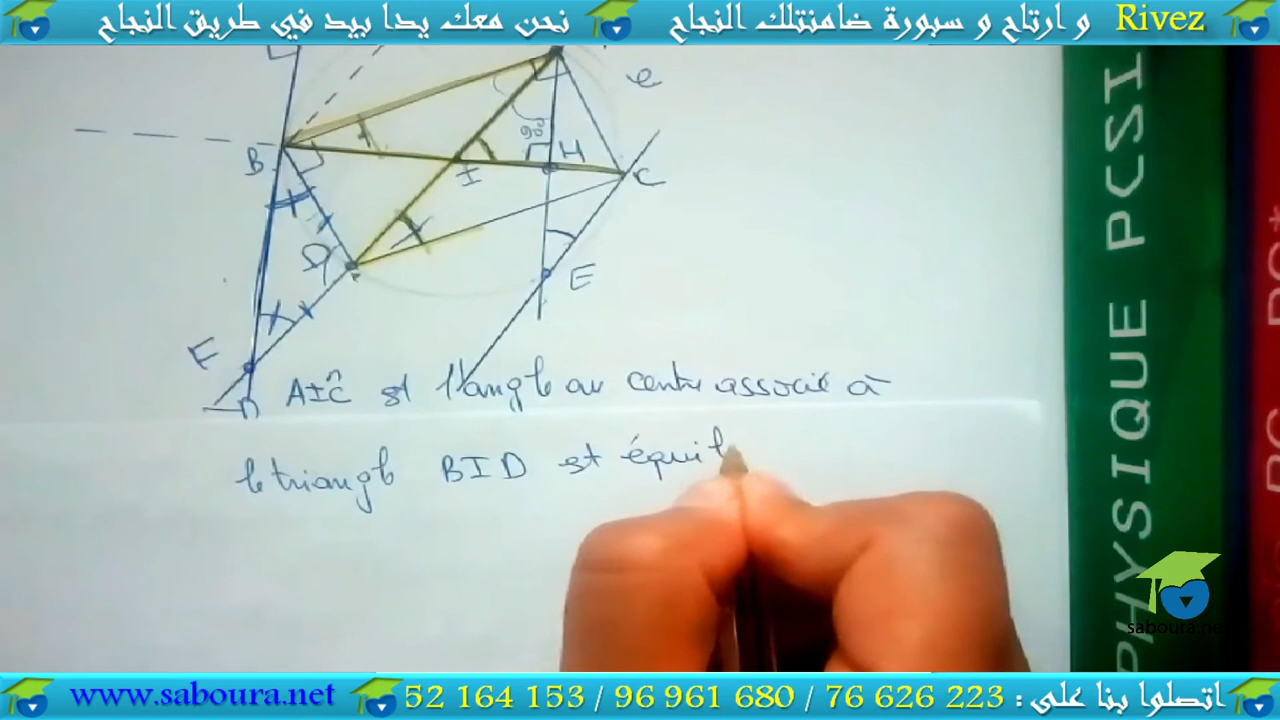 نحن معك يدا بيد في طريق النجاح
و ارتاح و سبورة ضامنتلك النجاح Rivez
e
90
B
H
I
C
D
E
F
AIC est l'angle au centre associé à
le triangle BID est équil
PHYSIQUE PCSI
saboura.net
www.saboura.net
52 164 153 / 96 961 680 / 76 626 223 : اتصلوا بنا على